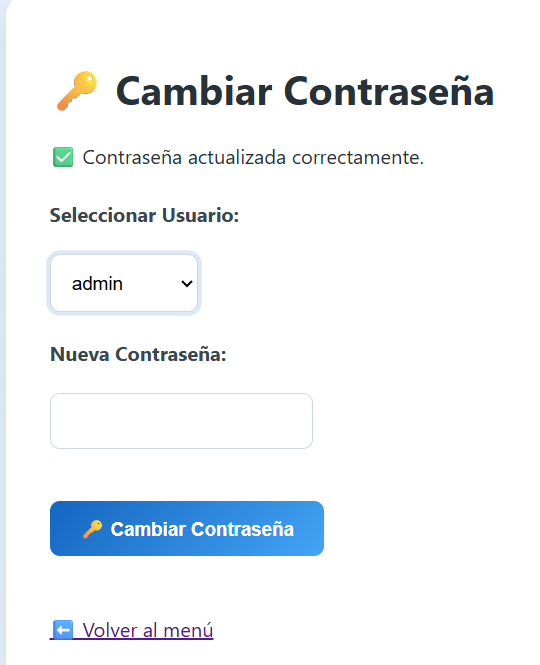 🔑 Cambiar Contraseña
✅ Contraseña actualizada correctamente.
Seleccionar Usuario:
admin
Nueva Contraseña:
🔑 Cambiar Contraseña
⬅️ Volver al menú